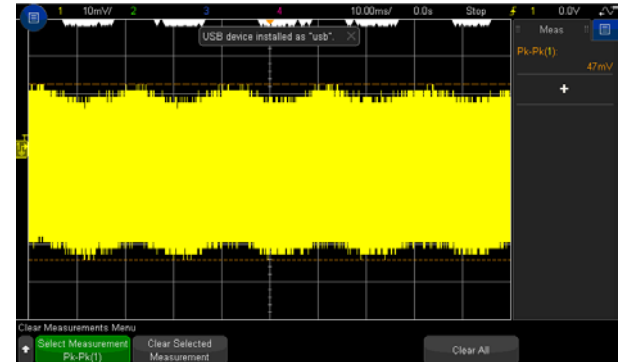 1 10mV/ 2 3 4 10.00ms/ 0.0s Stop 1 0.0V
USB device installed as "usb".
Meas
Pk-Pk(1):
47mV
Clear Measurements Menu
Select Measurement
Pk-Pk(1)
Clear Selected
Measurement
Clear All